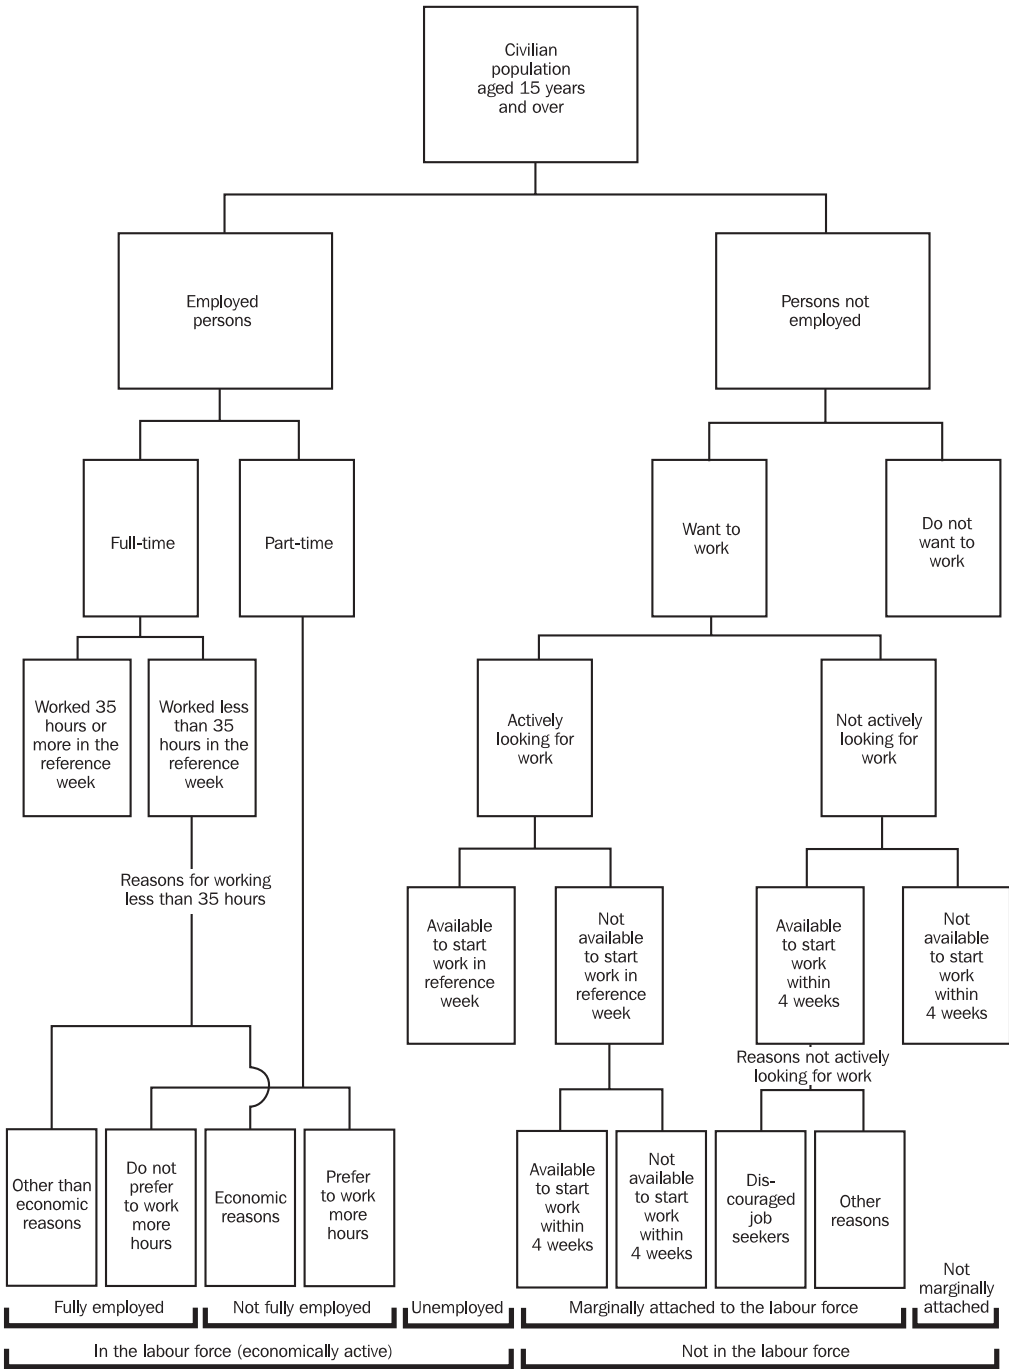 Civilian
population
aged 15 years
and over
Employed
persons
Persons not
employed
Full-time
Part-time
Want to
work
Do not
want to
work
Worked 35
hours or
more in the
reference
week
Worked less
than 35
hours in the
reference
week
Actively
looking for
work
Not actively
looking for
work
Reasons for working
less than 35 hours
Available
to start
work in
reference
week
Not
available
to start
work in
reference
week
Available
to start
work
within
4 weeks
Not
available
to start
work
within
4 weeks
Reasons not actively
looking for work
Other than
economic
reasons
Do not
prefer
to work
more
hours
Economic
reasons
Prefer
to work
more
hours
Available
to start
work
within
4 weeks
Not
available
to start
work
within
4 weeks
Dis-
couraged
job
seekers
Other
reasons
Fully employed
Not fully employed
Unemployed
Marginally attached to the labour force
Not
marginally
attached
In the labour force (economically active)
Not in the labour force